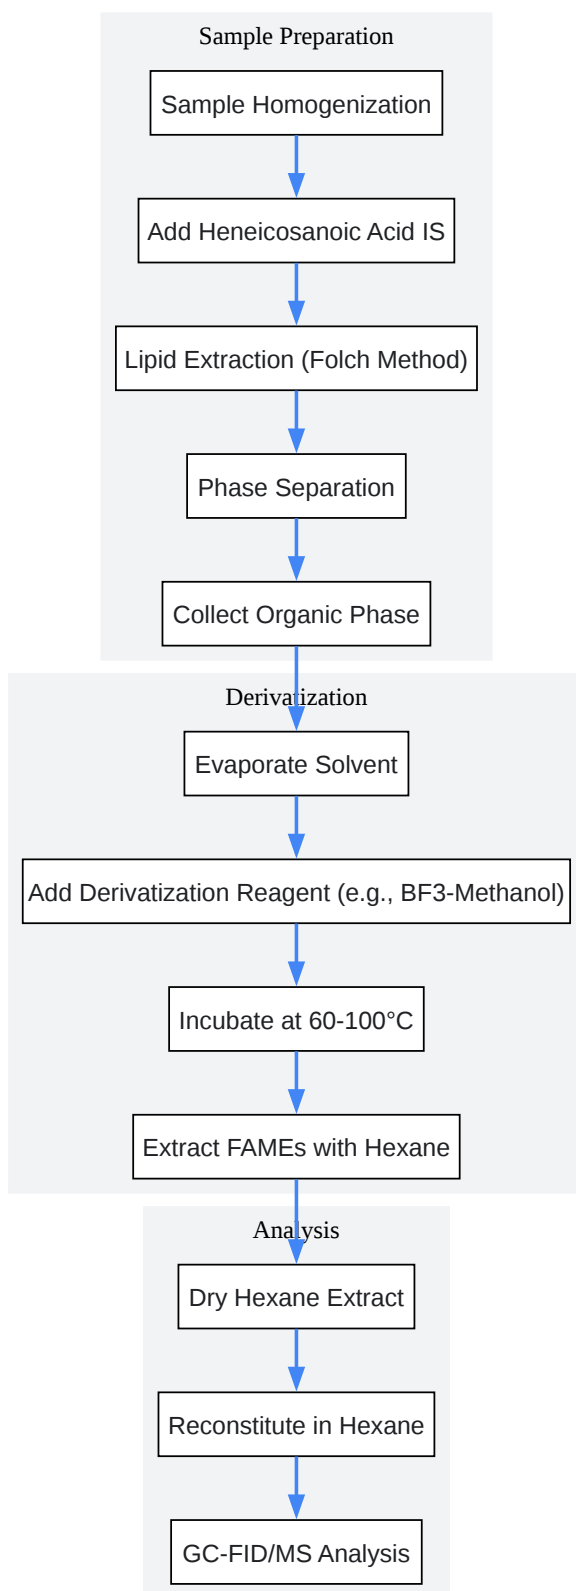 Sample Preparation
Sample Homogenization
Add Heneicosanoic Acid IS
Lipid Extraction (Folch Method)
Phase Separation
Collect Organic Phase
Derivatization
Evaporate Solvent
Add Derivatization Reagent (e.g., BF3-Methanol)
Incubate at 60-100°C
Extract FAMEs with Hexane
Analysis
Dry Hexane Extract
Reconstitute in Hexane
GC-FID/MS Analysis